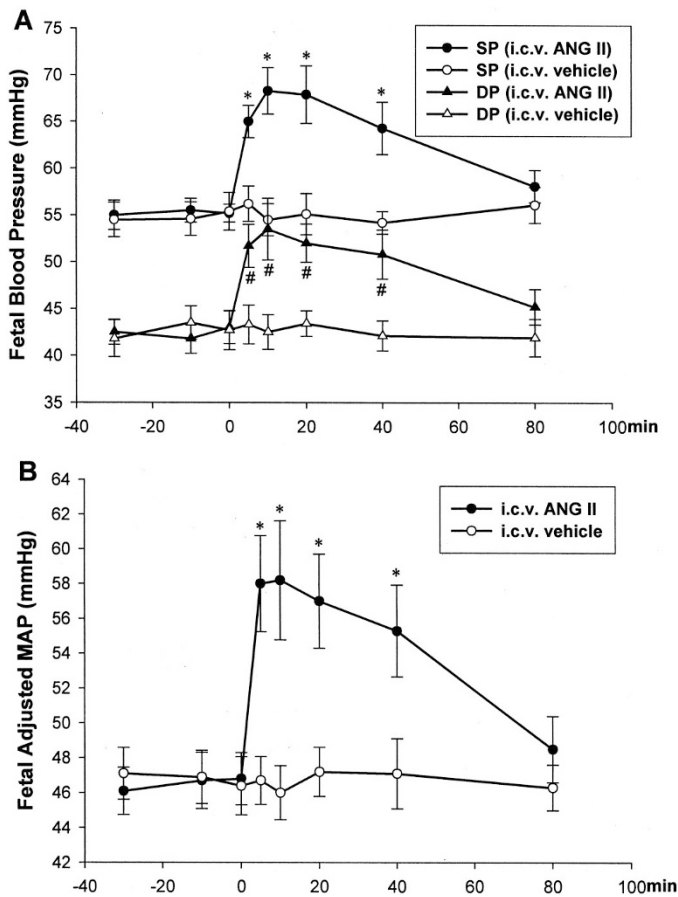 A
SP (i.c.v. ANG II)
SP (i.c.v. vehicle)
DP (i.c.v. ANG II)
DP (i.c.v. vehicle)
Fetal Blood Pressure (mmHg)
75
70
65
60
55
50
45
40
35
* * * *
# # # #
-40 -20 0 20 40 60 80 100min
B
i.c.v. ANG II
i.c.v. vehicle
Fetal Adjusted MAP (mmHg)
64
62
60
58
56
54
52
50
48
46
44
42
* * * *
-40 -20 0 20 40 60 80 100min